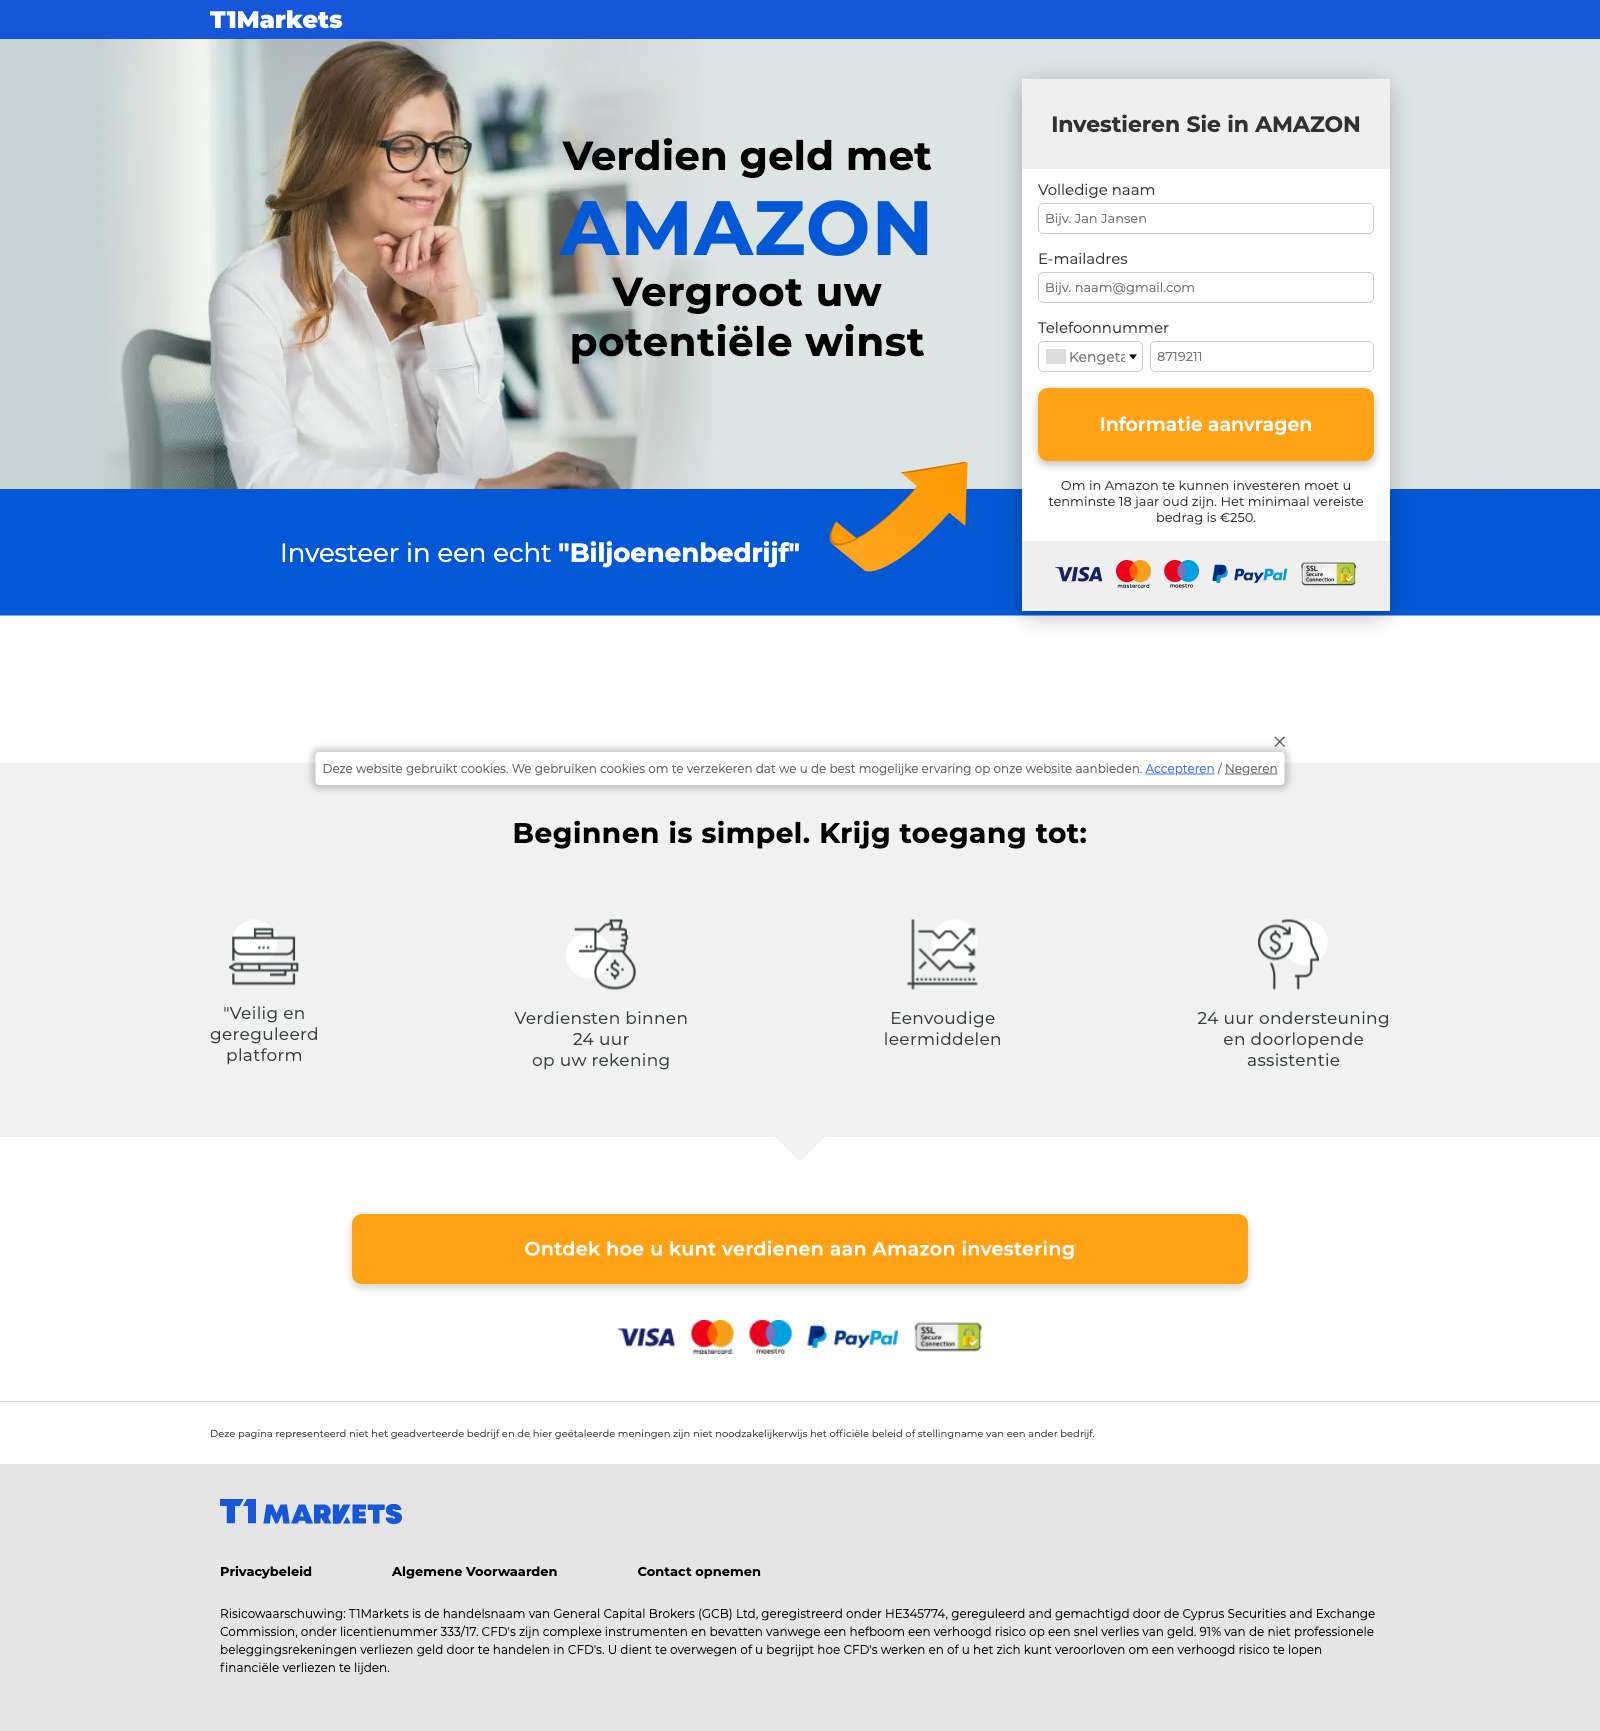 T1Markets
Verdien geld met
AMAZON
Vergroot uw
potentiële winst
Investeer in een echt "Biljoenenbedrijf"
Investieren Sie in AMAZON
Volledige naam
Bijv. Jan Jansen
E-mailadres
Bijv. naam@gmail.com
Telefoonnummer
8719211
Informatie aanvragen
Om in Amazon te kunnen investeren moet u
tenminste 18 jaar oud zijn. Het minimaal vereiste
bedrag is €250.
VISA mastercard maestro PayPal SSL Secure Connection
Deze website gebruikt cookies. We gebruiken cookies om te verzekeren dat we u de best mogelijke ervaring op onze website aanbieden. Accepteren / Negeren
Beginnen is simpel. Krijg toegang tot:
"Veilig en
gereguleerd
platform
Verdiensten binnen
24 uur
op uw rekening
Eenvoudige
leermiddelen
24 uur ondersteuning
en doorlopende
assistentie
Ontdek hoe u kunt verdienen aan Amazon investering
VISA mastercard maestro PayPal SSL Secure Connection
Deze pagina representeerd niet het geadverteerde bedrijf en de hier geëtaleerde meningen zijn niet noodzakelijkerwijs het officiële beleid of stellingname van een ander bedrijf.
T1 MARKETS
Privacybeleid Algemene Voorwaarden Contact opnemen
Risicowaarschuwing: T1Markets is de handelsnaam van General Capital Brokers (GCB) Ltd, geregistreerd onder HE345774, gereguleerd and gemachtigd door de Cyprus Securities and Exchange
Commission, onder licentienummer 333/17. CFD's zijn complexe instrumenten en bevatten vanwege een hefboom een verhoogd risico op een snel verlies van geld. 91% van de niet professionele
beleggingsrekeningen verliezen geld door te handelen in CFD's. U dient te overwegen of u begrijpt hoe CFD's werken en of u het zich kunt veroorloven om een verhoogd risico te lopen
financiële verliezen te lijden.